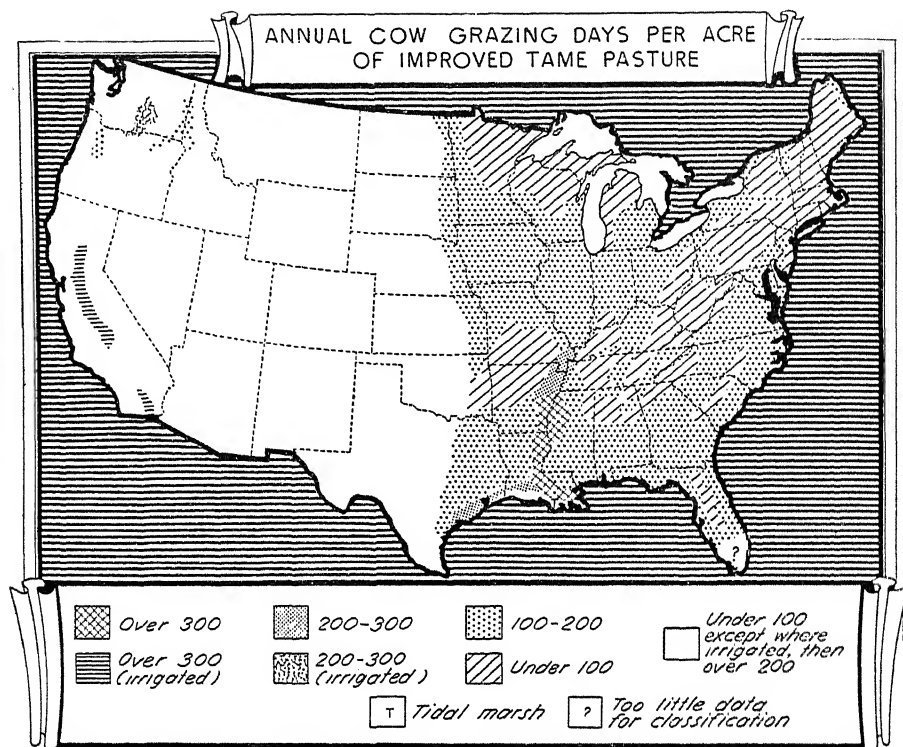 ANNUAL COW GRAZING DAYS PER ACRE
OF IMPROVED TAME PASTURE
?
?
Over 300
200-300
100-200
Under 100
except where
irrigated, then
over 200
Over 300
(irrigated)
200-300
(irrigated)
Under 100
T Tidal marsh
? Too little data
for classification